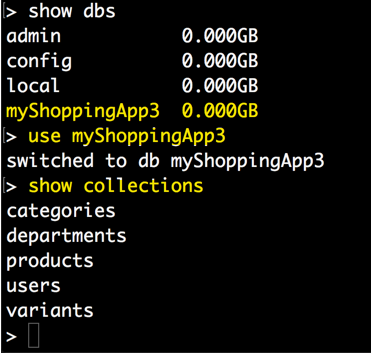 > show dbs
admin          0.000GB
config         0.000GB
local          0.000GB
myShoppingApp3 0.000GB
> use myShoppingApp3
switched to db myShoppingApp3
> show collections
categories
departments
products
users
variants
>